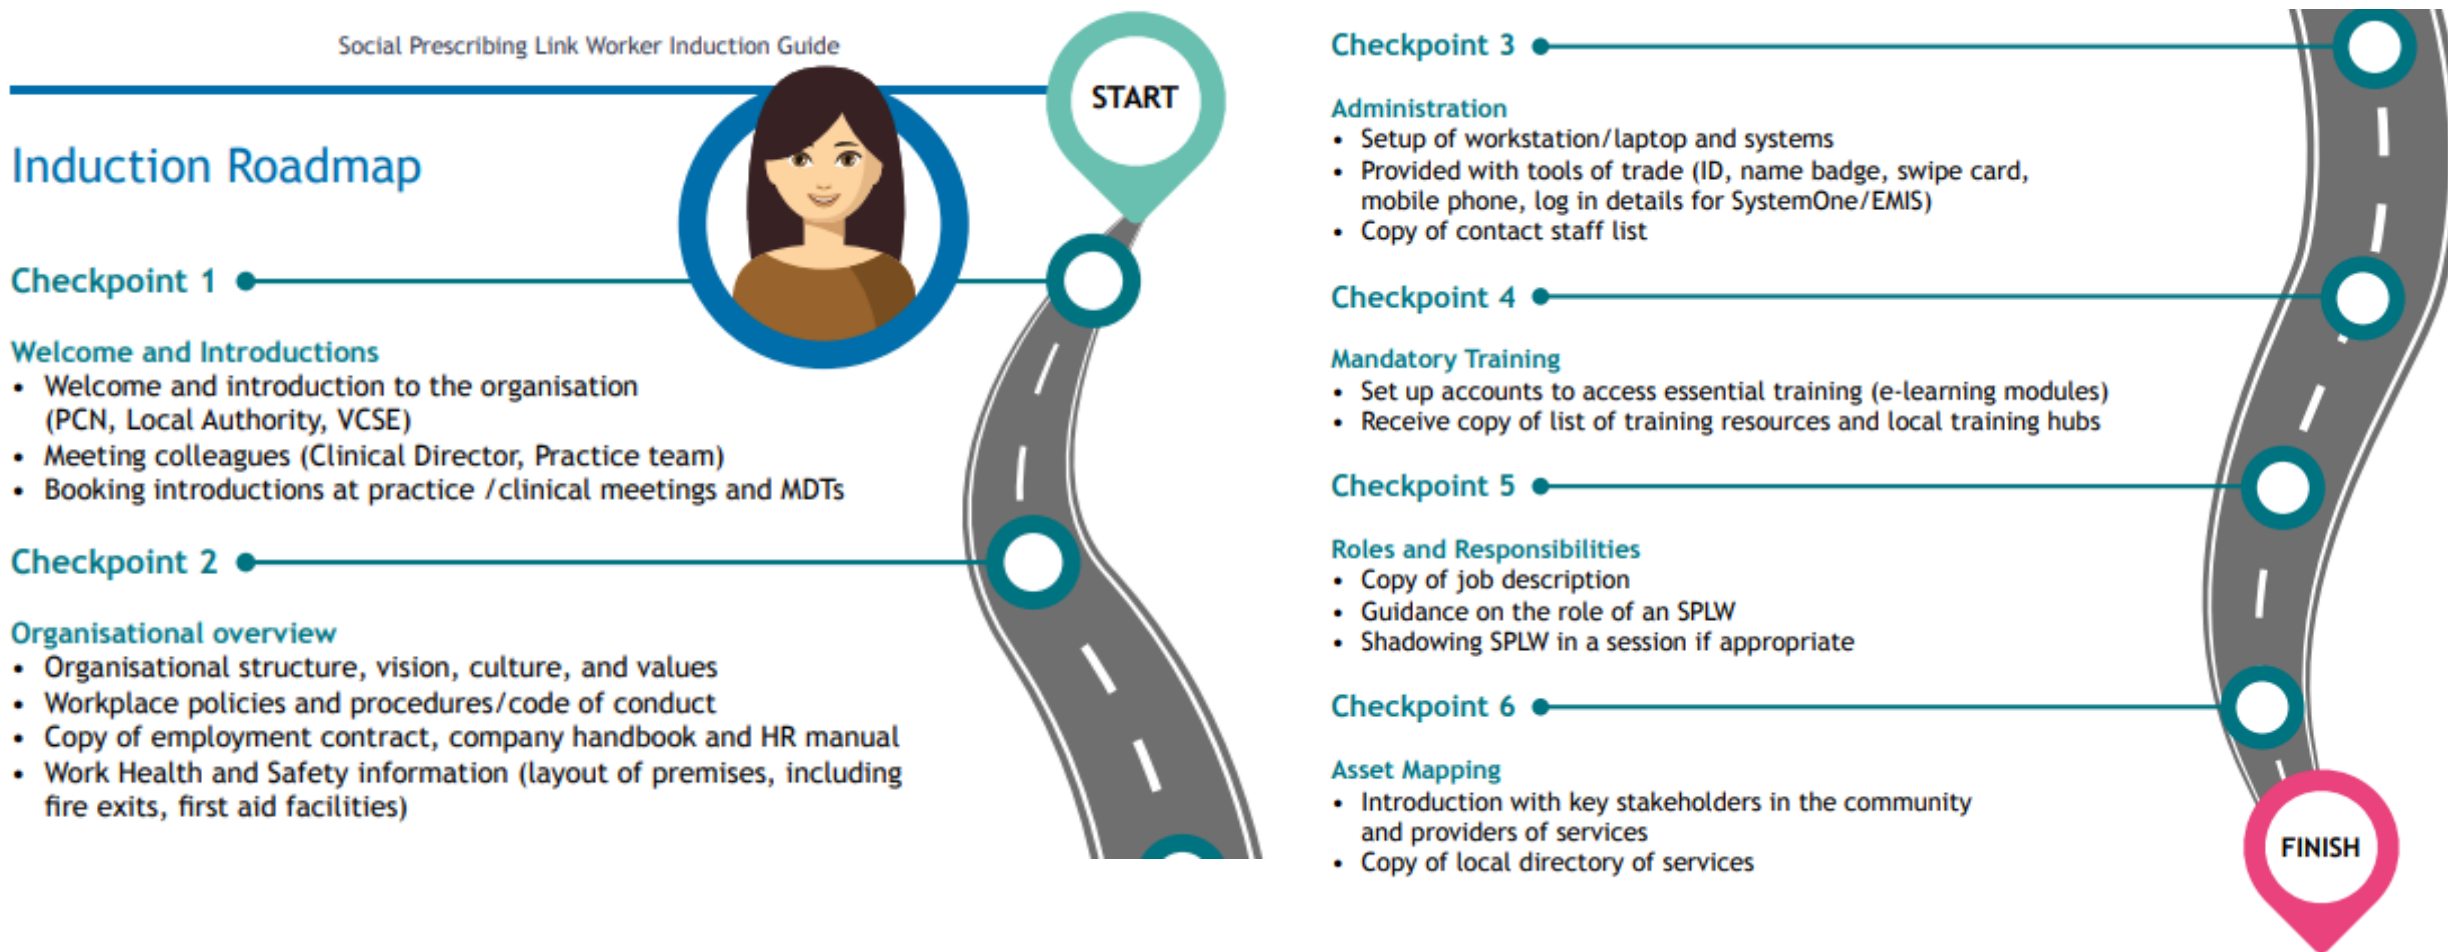 Social Prescribing Link Worker Induction Guide
START
Induction Roadmap
Checkpoint 1
Welcome and Introductions
• Welcome and introduction to the organisation
(PCN, Local Authority, VCSE)
• Meeting colleagues (Clinical Director, Practice team)
• Booking introductions at practice /clinical meetings and MDTs
Checkpoint 2
Organisational overview
• Organisational structure, vision, culture, and values
• Workplace policies and procedures/code of conduct
• Copy of employment contract, company handbook and HR manual
• Work Health and Safety information (layout of premises, including
fire exits, first aid facilities)
Checkpoint 3
Administration
• Setup of workstation/laptop and systems
• Provided with tools of trade (ID, name badge, swipe card,
mobile phone, log in details for SystemOne/EMIS)
• Copy of contact staff list
Checkpoint 4
Mandatory Training
• Set up accounts to access essential training (e-learning modules)
• Receive copy of list of training resources and local training hubs
Checkpoint 5
Roles and Responsibilities
• Copy of job description
• Guidance on the role of an SPLW
• Shadowing SPLW in a session if appropriate
Checkpoint 6
Asset Mapping
• Introduction with key stakeholders in the community
and providers of services
• Copy of local directory of services
FINISH